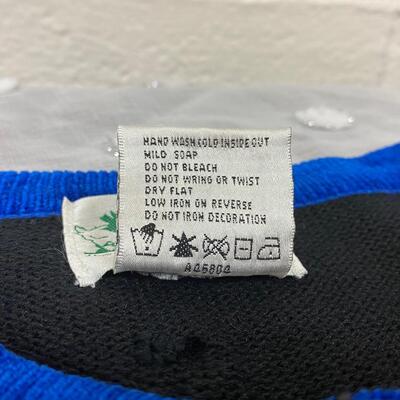 HAND WASH COLD INSIDE OUT
MILD SOAP
DO NOT BLEACH
DO NOT WRING OR TWIST
DRY FLAT
LOW IRON ON REVERSE
DO NOT IRON DECORATION
A46804